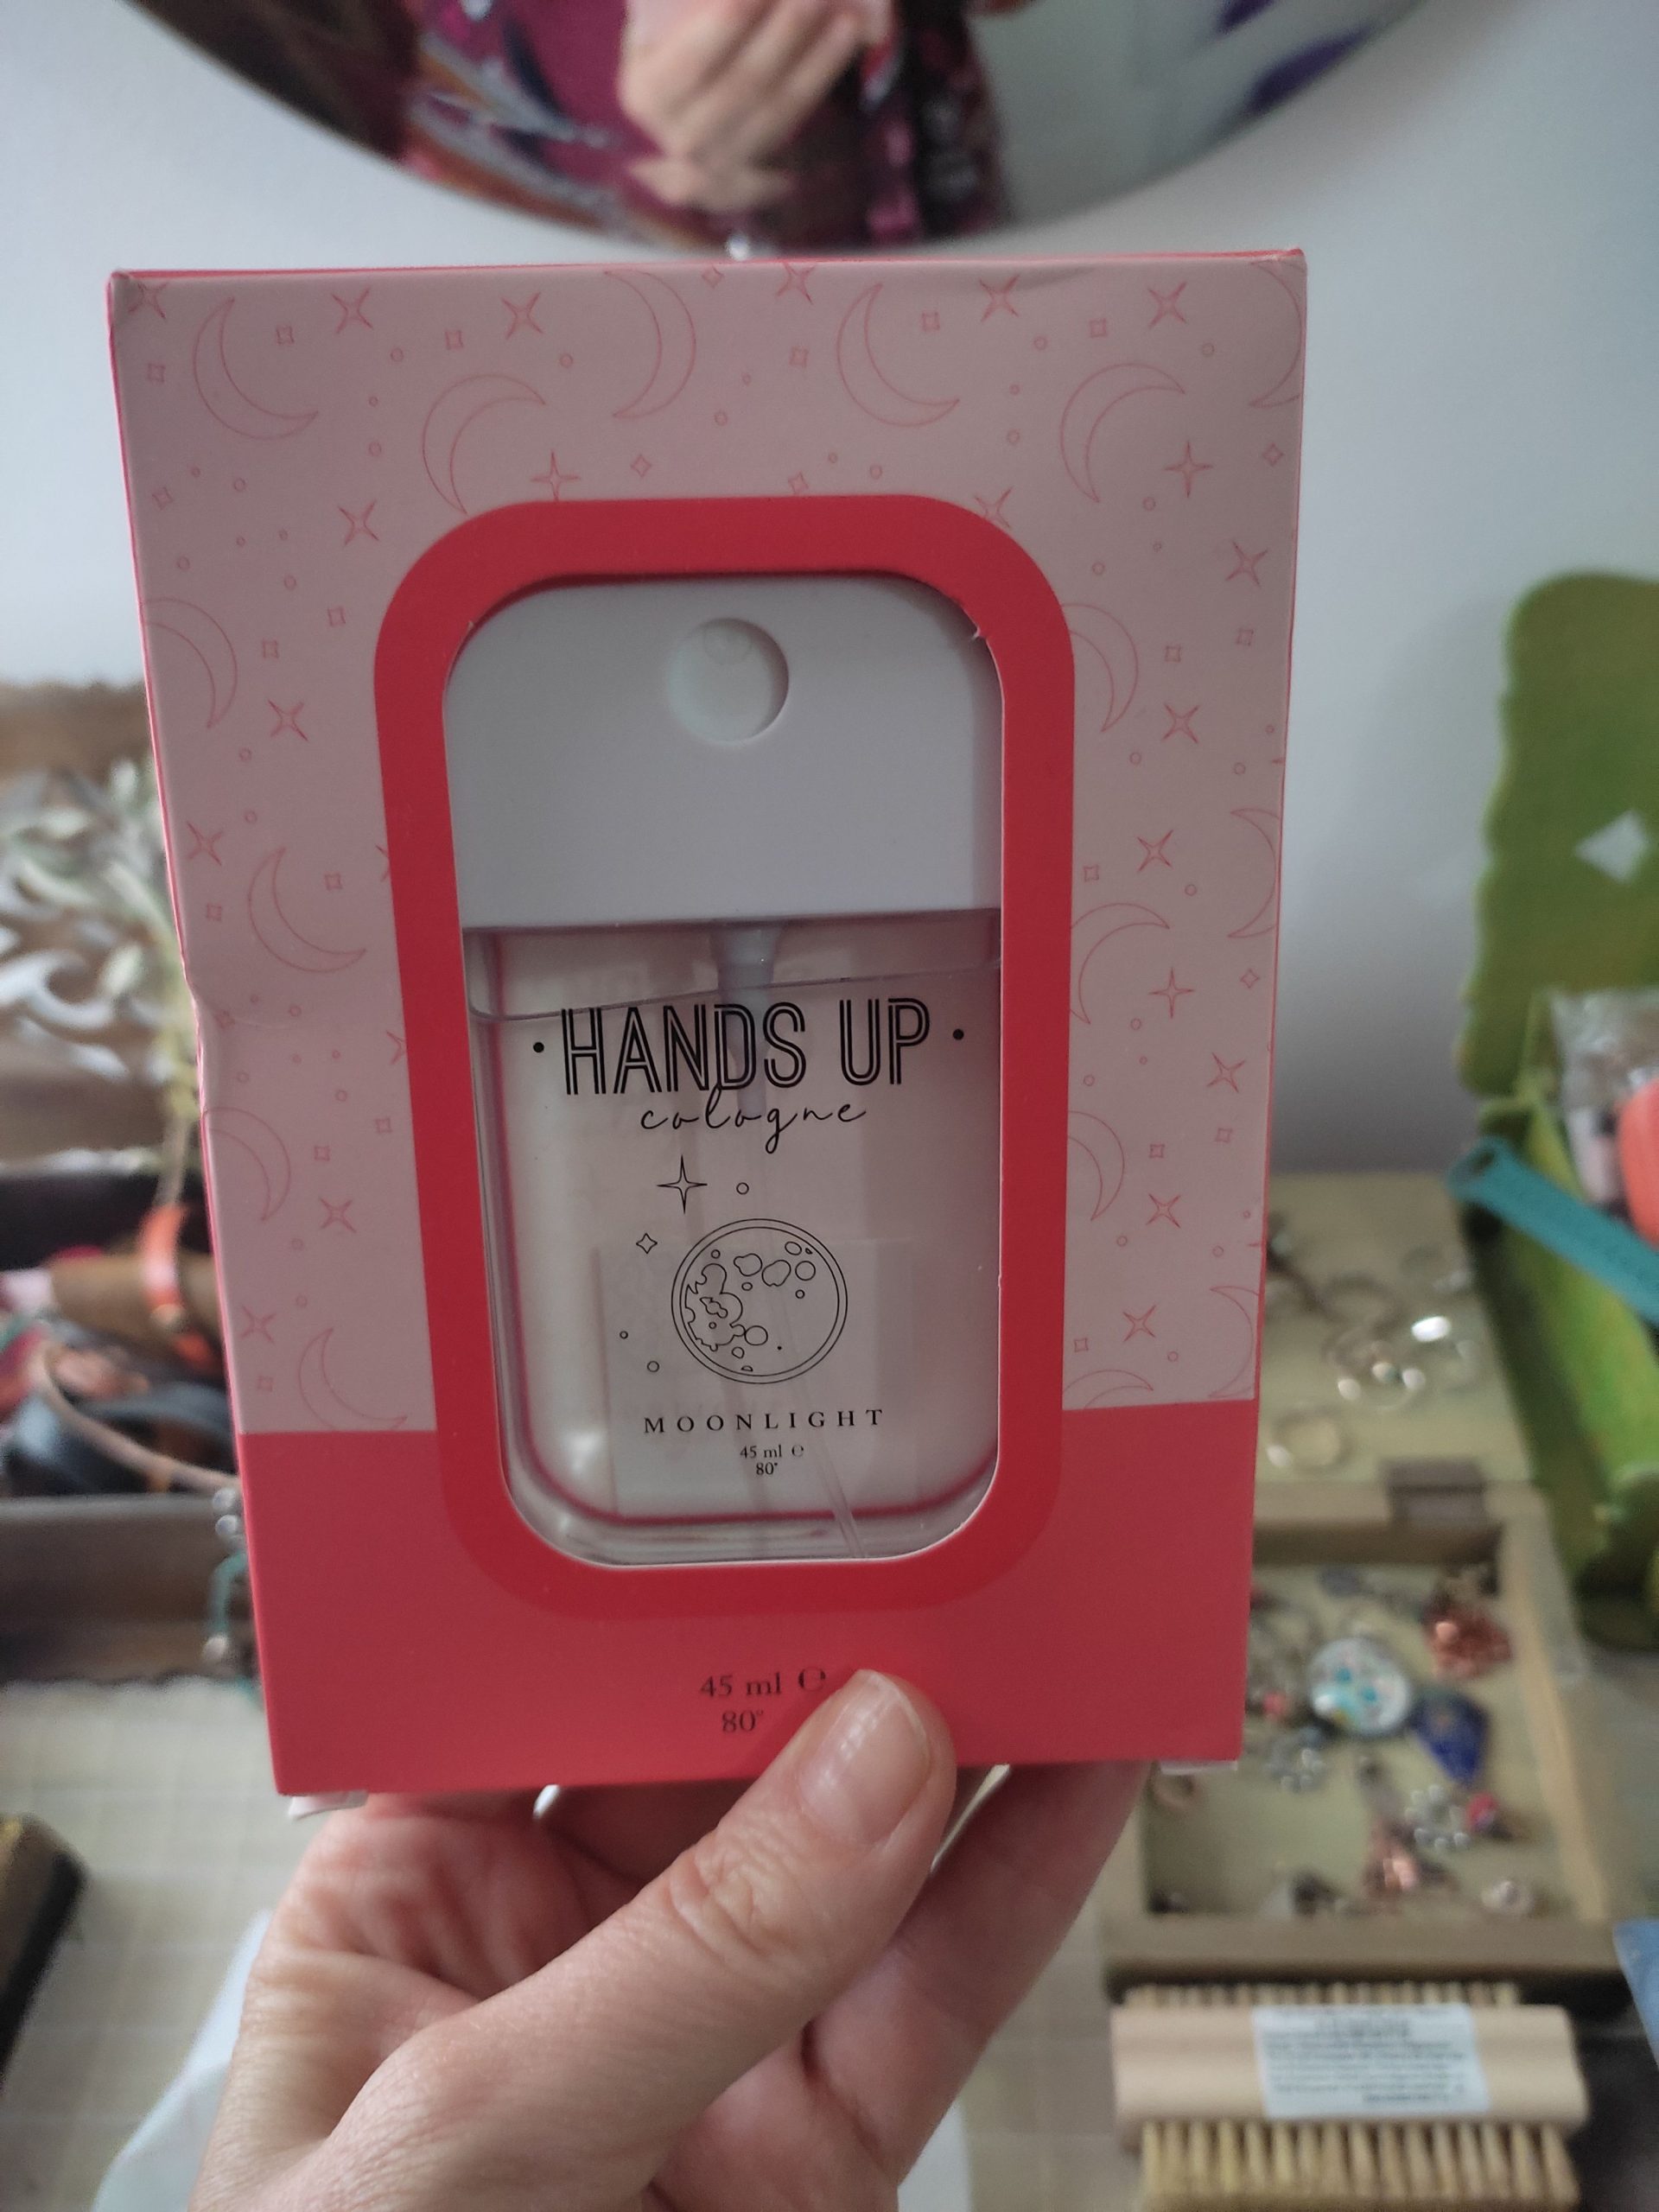 • HANDS UP •
cologne
MOONLIGHT
45 ml ℮
80°
45 ml ℮
80°